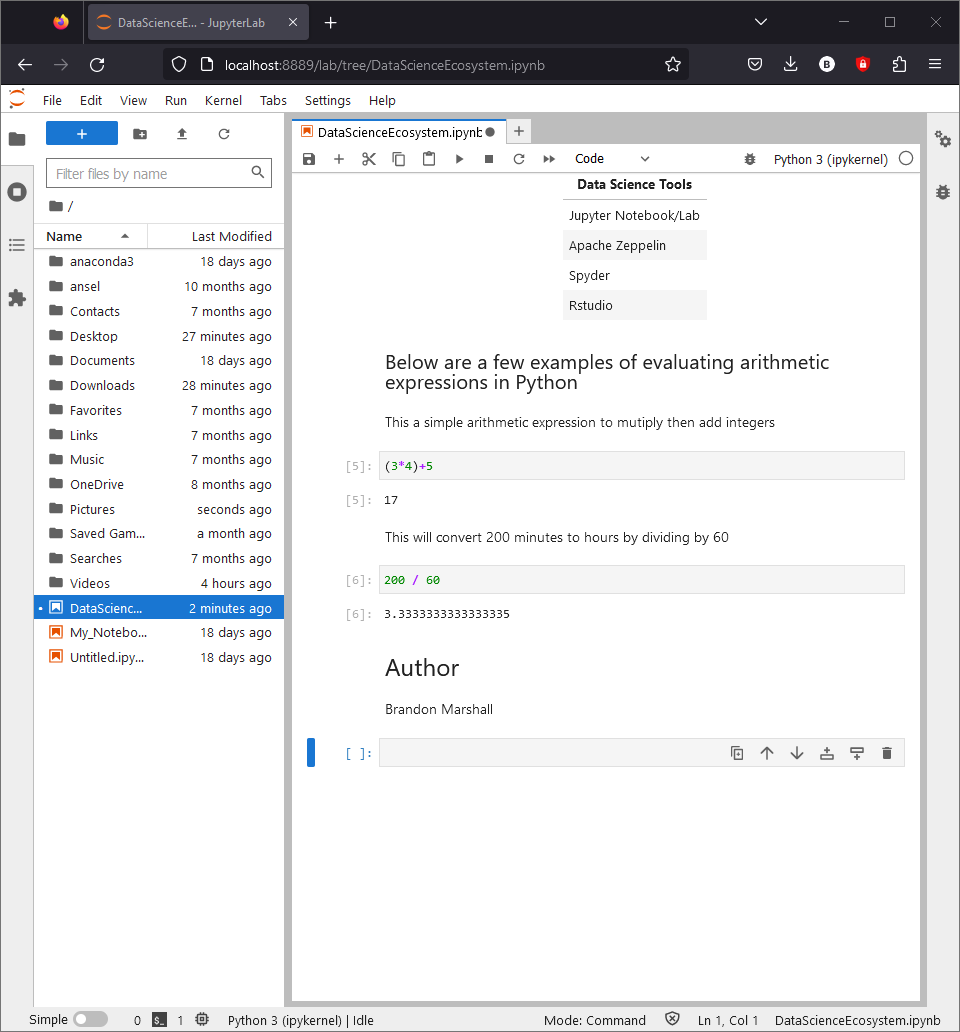 DataScienceE... - JupyterLab
localhost:8889/lab/tree/DataScienceEcosystem.ipynb
B
File Edit View Run Kernel Tabs Settings Help
Filter files by name
/
Name Last Modified
anaconda3 18 days ago
ansel 10 months ago
Contacts 7 months ago
Desktop 27 minutes ago
Documents 18 days ago
Downloads 28 minutes ago
Favorites 7 months ago
Links 7 months ago
Music 7 months ago
OneDrive 8 months ago
Pictures seconds ago
Saved Gam... a month ago
Searches 7 months ago
Videos 4 hours ago
DataScienc... 2 minutes ago
My_Notebo... 18 days ago
Untitled.ipy... 18 days ago
DataScienceEcosystem.ipynb
Code
Python 3 (ipykernel)
Data Science Tools
Jupyter Notebook/Lab
Apache Zeppelin
Spyder
Rstudio
Below are a few examples of evaluating arithmetic
expressions in Python
This a simple arithmetic expression to mutiply then add integers
[5]: (3*4)+5
[5]: 17
This will convert 200 minutes to hours by dividing by 60
[6]: 200 / 60
[6]: 3.3333333333333335
Author
Brandon Marshall
[ ]:
Simple 0 $_ 1 Python 3 (ipykernel) | Idle Mode: Command Ln 1, Col 1 DataScienceEcosystem.ipynb